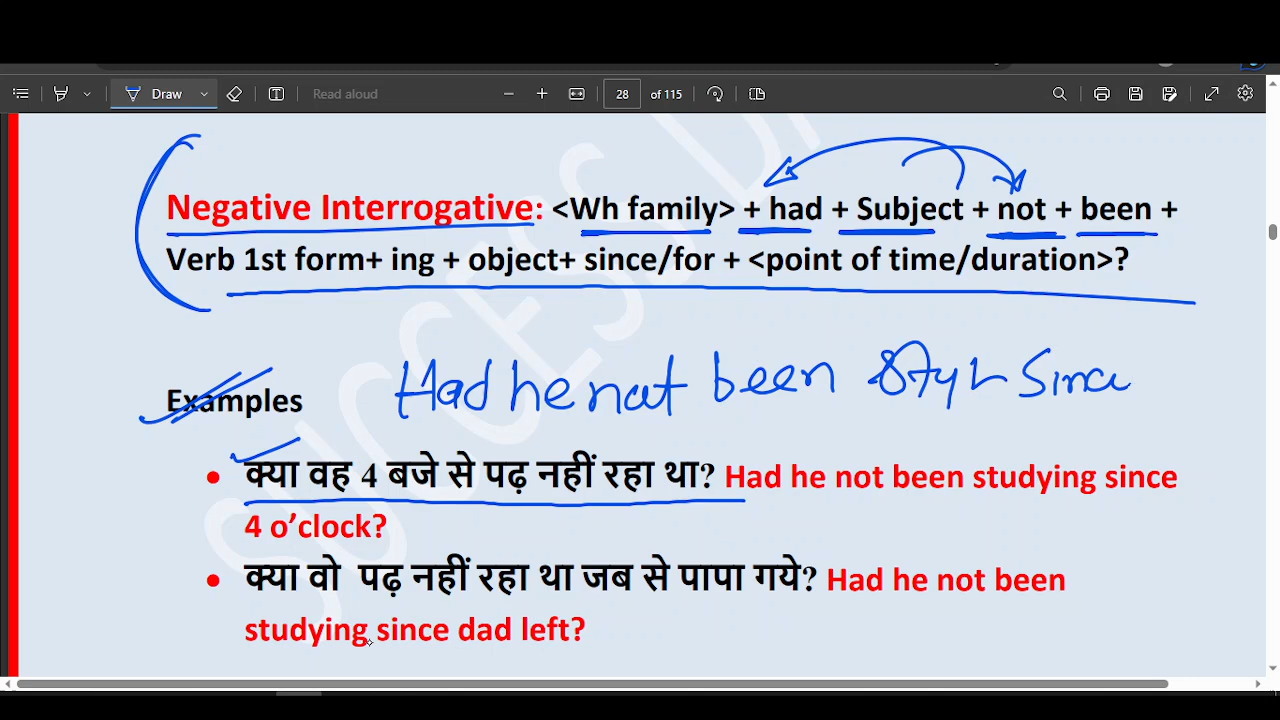 Draw
Read aloud
28
of 115
Negative Interrogative: <Wh family> + had + Subject + not + been +
Verb 1st form+ ing + object+ since/for + <point of time/duration>?
Had he not been since
Examples
क्या वह 4 बजे से पढ़ नहीं रहा था? Had he not been studying since
4 o’clock?
क्या वो पढ़ नहीं रहा था जब से पापा गये? Had he not been
studying since dad left?